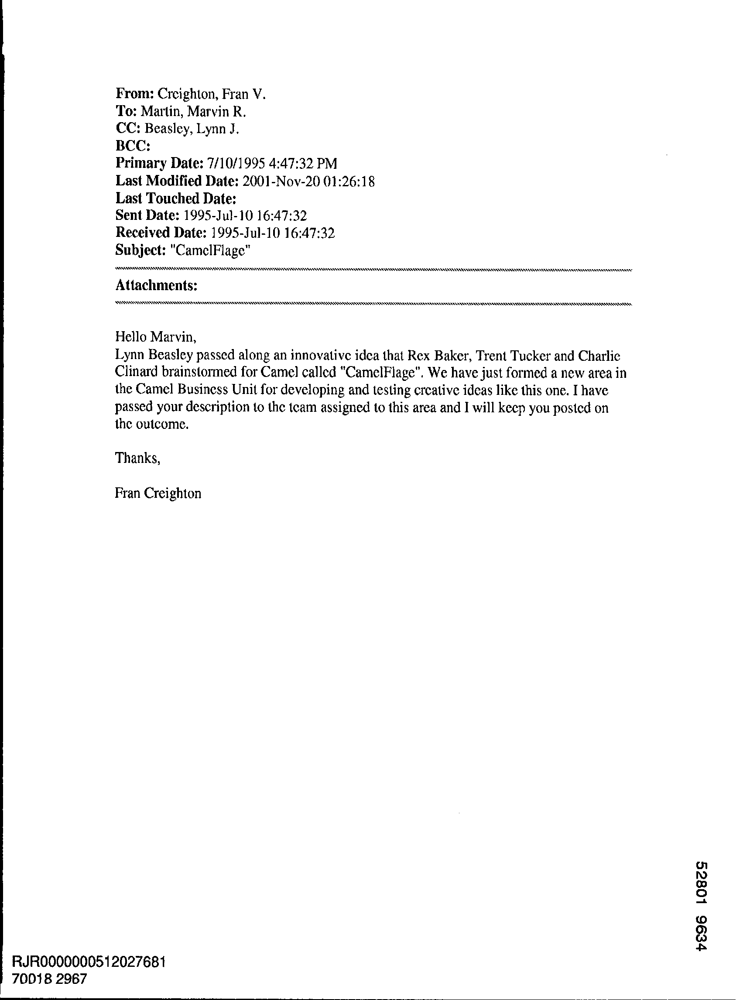 From: Creighton, Fran V.
To: Martin, Marvin R.
CC: Beasley, Lynn J.
BCC:
Primary Date: 7/10/1995 4:47:32 PM
Last Modified Date: 2001-Nov-20 01:26:18
Last Touched Date:
Sent Date: 1995-Jul-10 16:47:32
Received Date: 1995-Jul-10 16:47:32
Subject: "CamelFlage"
Attachments:
Hello Marvin,
Lynn Beasley passed along an innovative idea that Rex Baker, Trent Tucker and Charlie
Clinard brainstormed for Camel called "CamelFlage". We have just formed a new area in
the Camel Business Unit for developing and testing creative ideas like this one. I have
passed your description to the team assigned to this area and I will keep you posted on
the outcome.
Thanks,
Fran Creighton
52801 9634
RJR0000000512027681
70018 2967